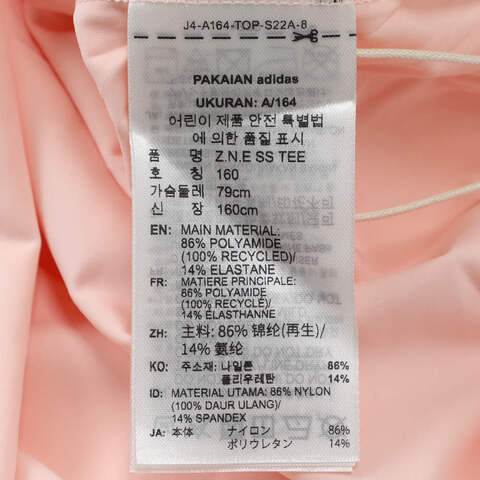 J4-A164-TOP-S22A-8
PAKAIAN adidas
UKURAN: A/164
어린이 제품 안전 특별법
에 의한 품질 표시
품 명 Z.N.E SS TEE
호 칭 160
가슴둘레 79cm
신 장 160cm
EN: MAIN MATERIAL:
86% POLYAMIDE
(100% RECYCLED)/
14% ELASTANE
FR: MATIERE PRINCIPALE:
86% POLYAMIDE
(100% RECYCLÉ)/
14% ÉLASTHANNE
ZH: 主料: 86% 锦纶(再生)/
14% 氨纶
KO: 주소재: 나일론 86%
폴리우레탄 14%
ID: MATERIAL UTAMA: 86% NYLON
(100% DAUR ULANG)/
14% SPANDEX
JA: 本体 ナイロン 86%
ポリウレタン 14%